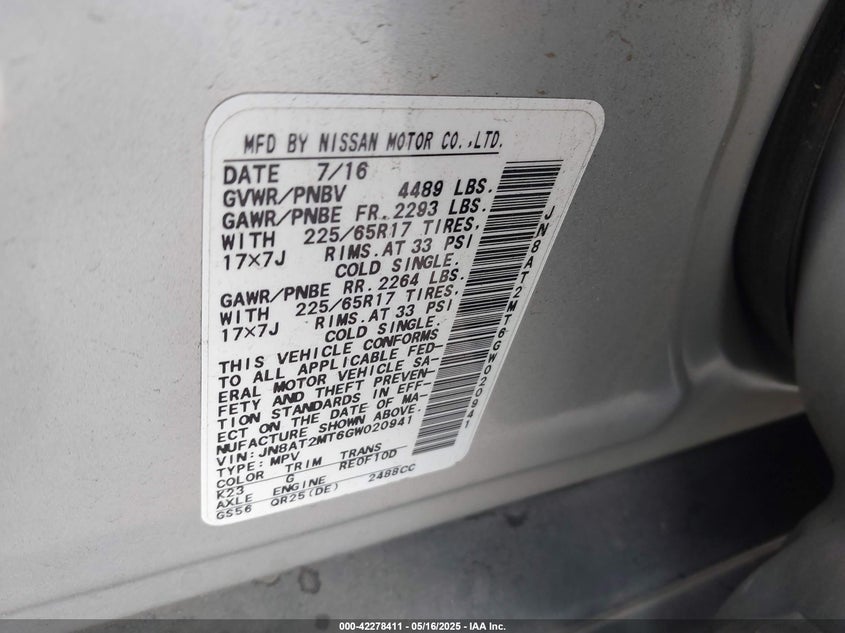 MFD BY NISSAN MOTOR CO.,LTD.
DATE 7/16
GVWR/PNBV 4489 LBS.
GAWR/PNBE FR. 2293 LBS.
WITH 225/65R17 TIRES.
17×7J RIMS.AT 33 PSI
COLD SINGLE.
GAWR/PNBE RR. 2264 LBS.
WITH 225/65R17 TIRES.
17×7J RIMS.AT 33 PSI
COLD SINGLE.
THIS VEHICLE CONFORMS
TO ALL APPLICABLE FED-
ERAL MOTOR VEHICLE SA-
FETY AND THEFT PREVEN-
TION STANDARDS IN EFF-
ECT ON THE DATE OF MA-
NUFACTURE SHOWN ABOVE.
VIN: JN8AT2MT6GW020941
TYPE: MPV
COLOR TRIM TRANS
K23 G RE0F10D
AXLE ENGINE
GS56 QR25(DE) 2488CC
JN8AT2MT6GW020941
000-42278411 — 05/16/2025 - IAA Inc.